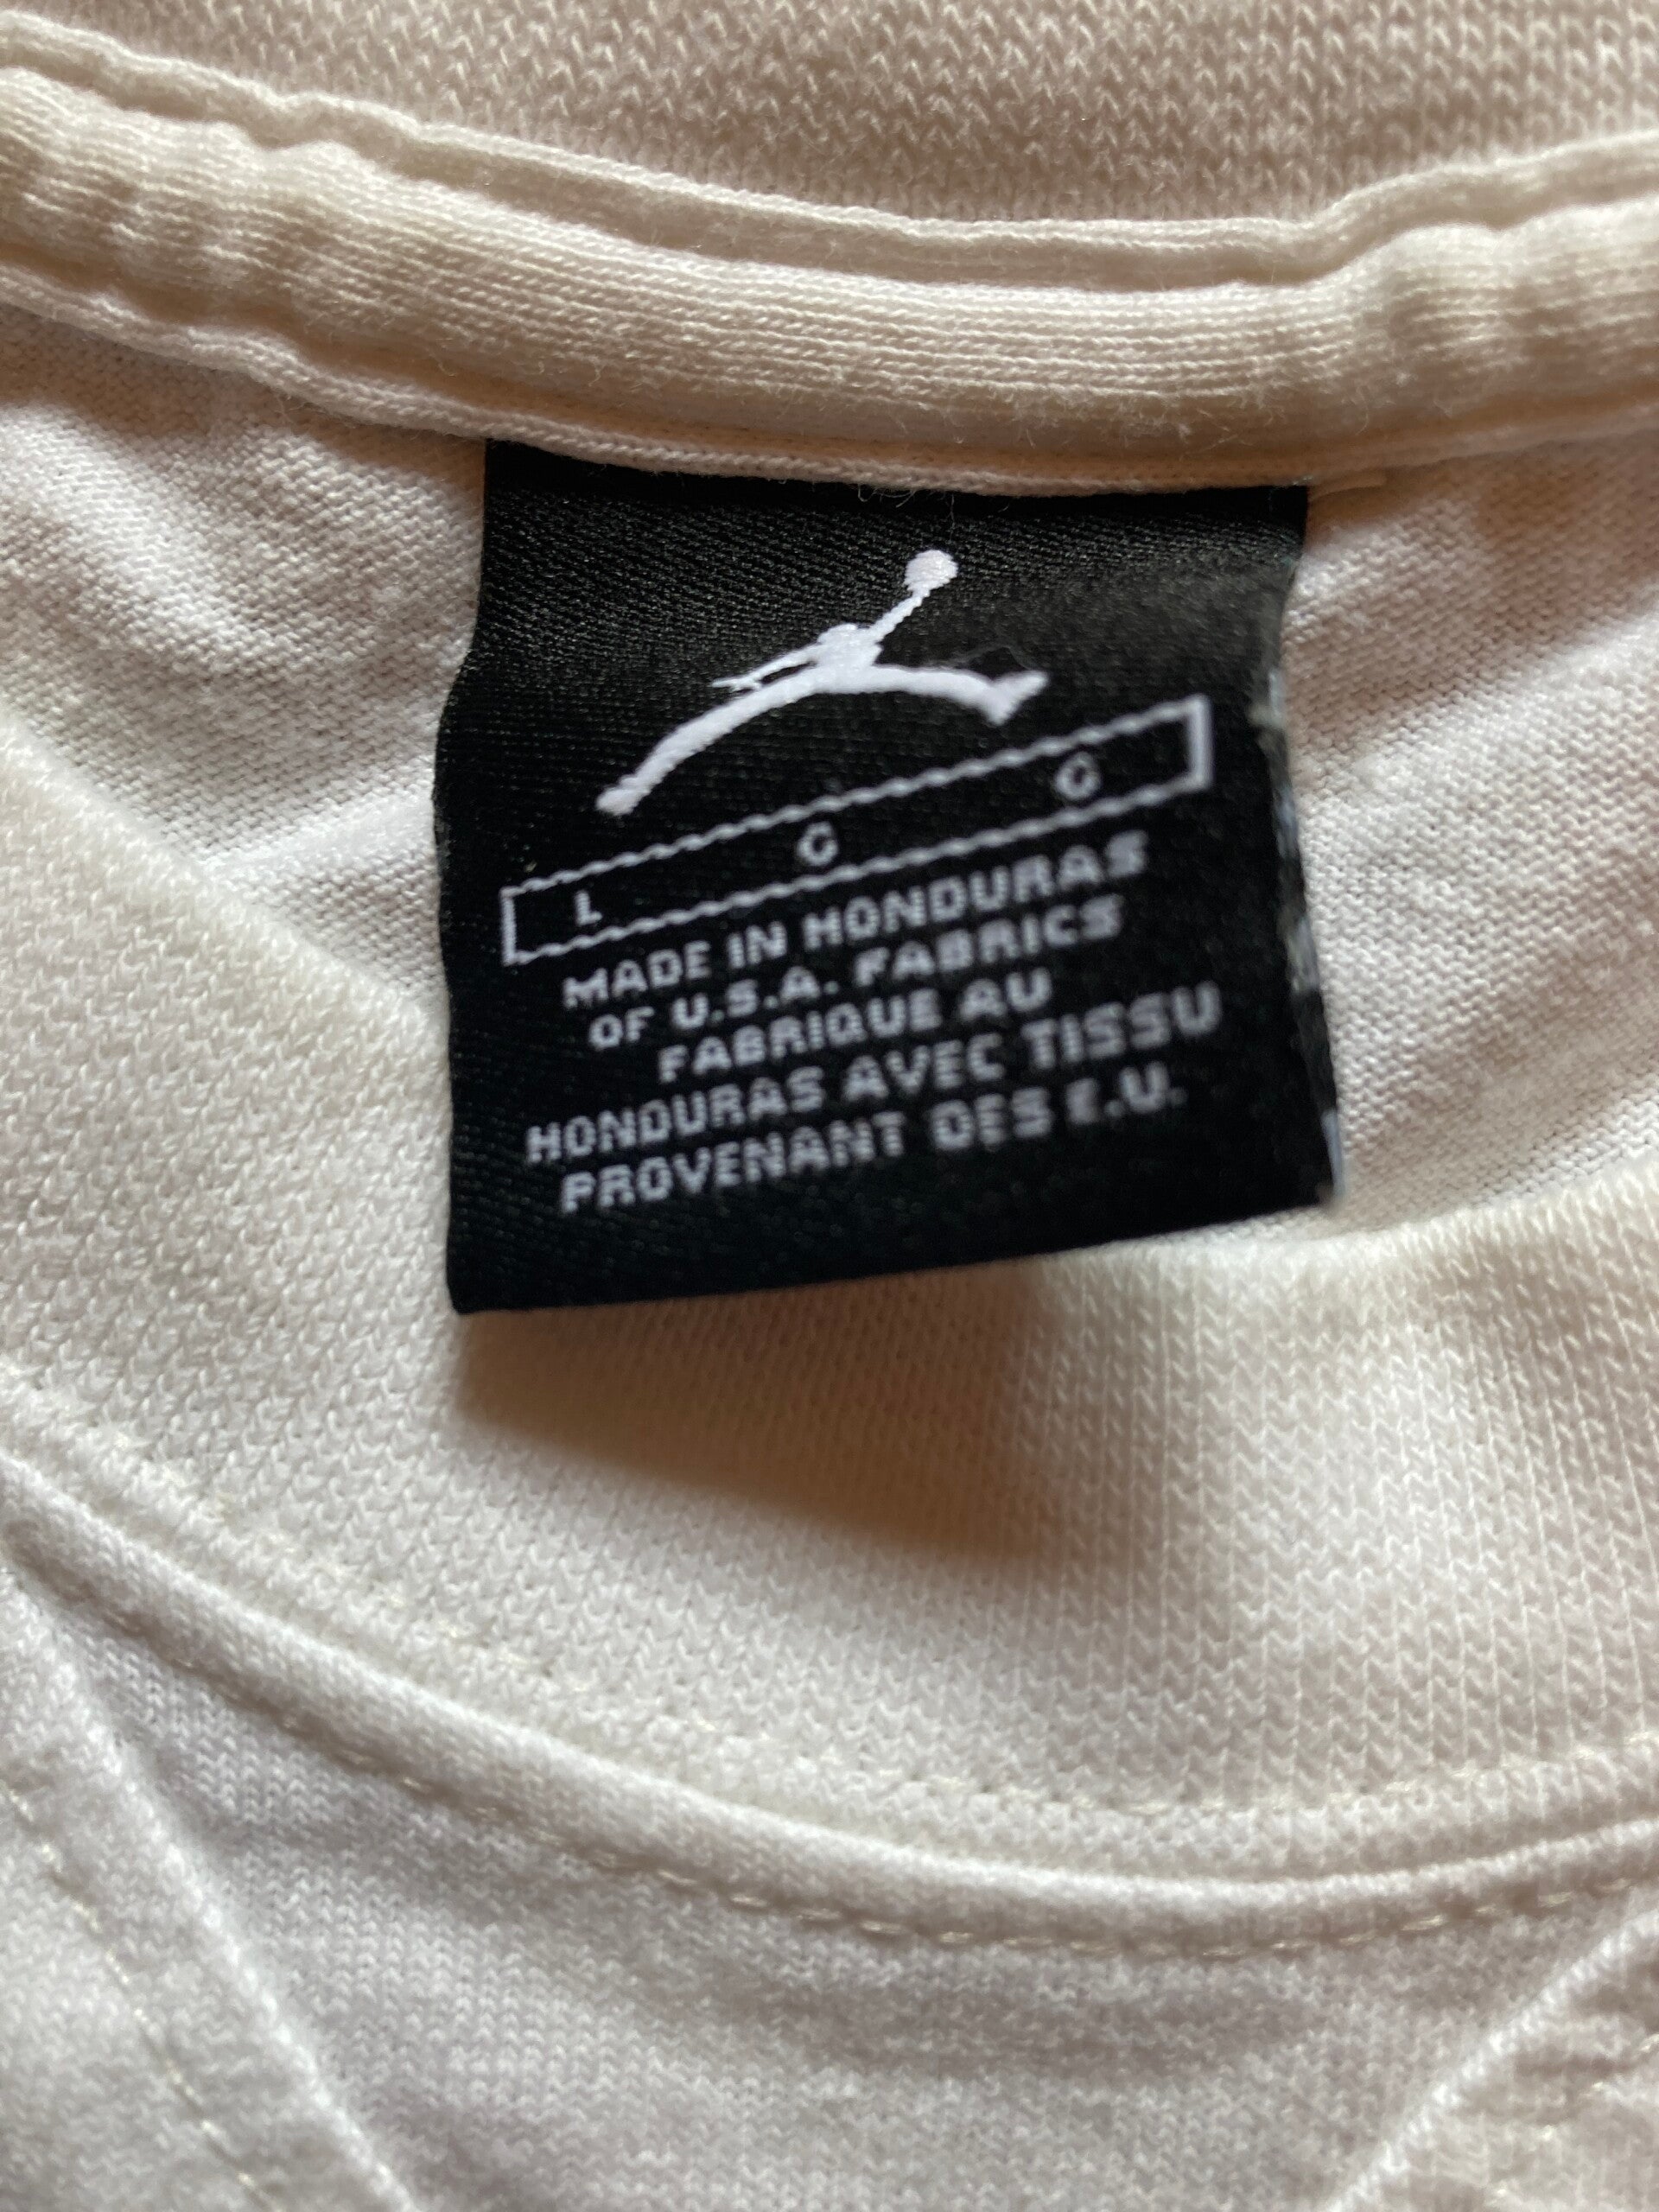 L G G
MADE IN HONDURAS
OF U.S.A. FABRICS
FABRIQUE AU
HONDURAS AVEC TISSU
PROVENANT DES E.U.